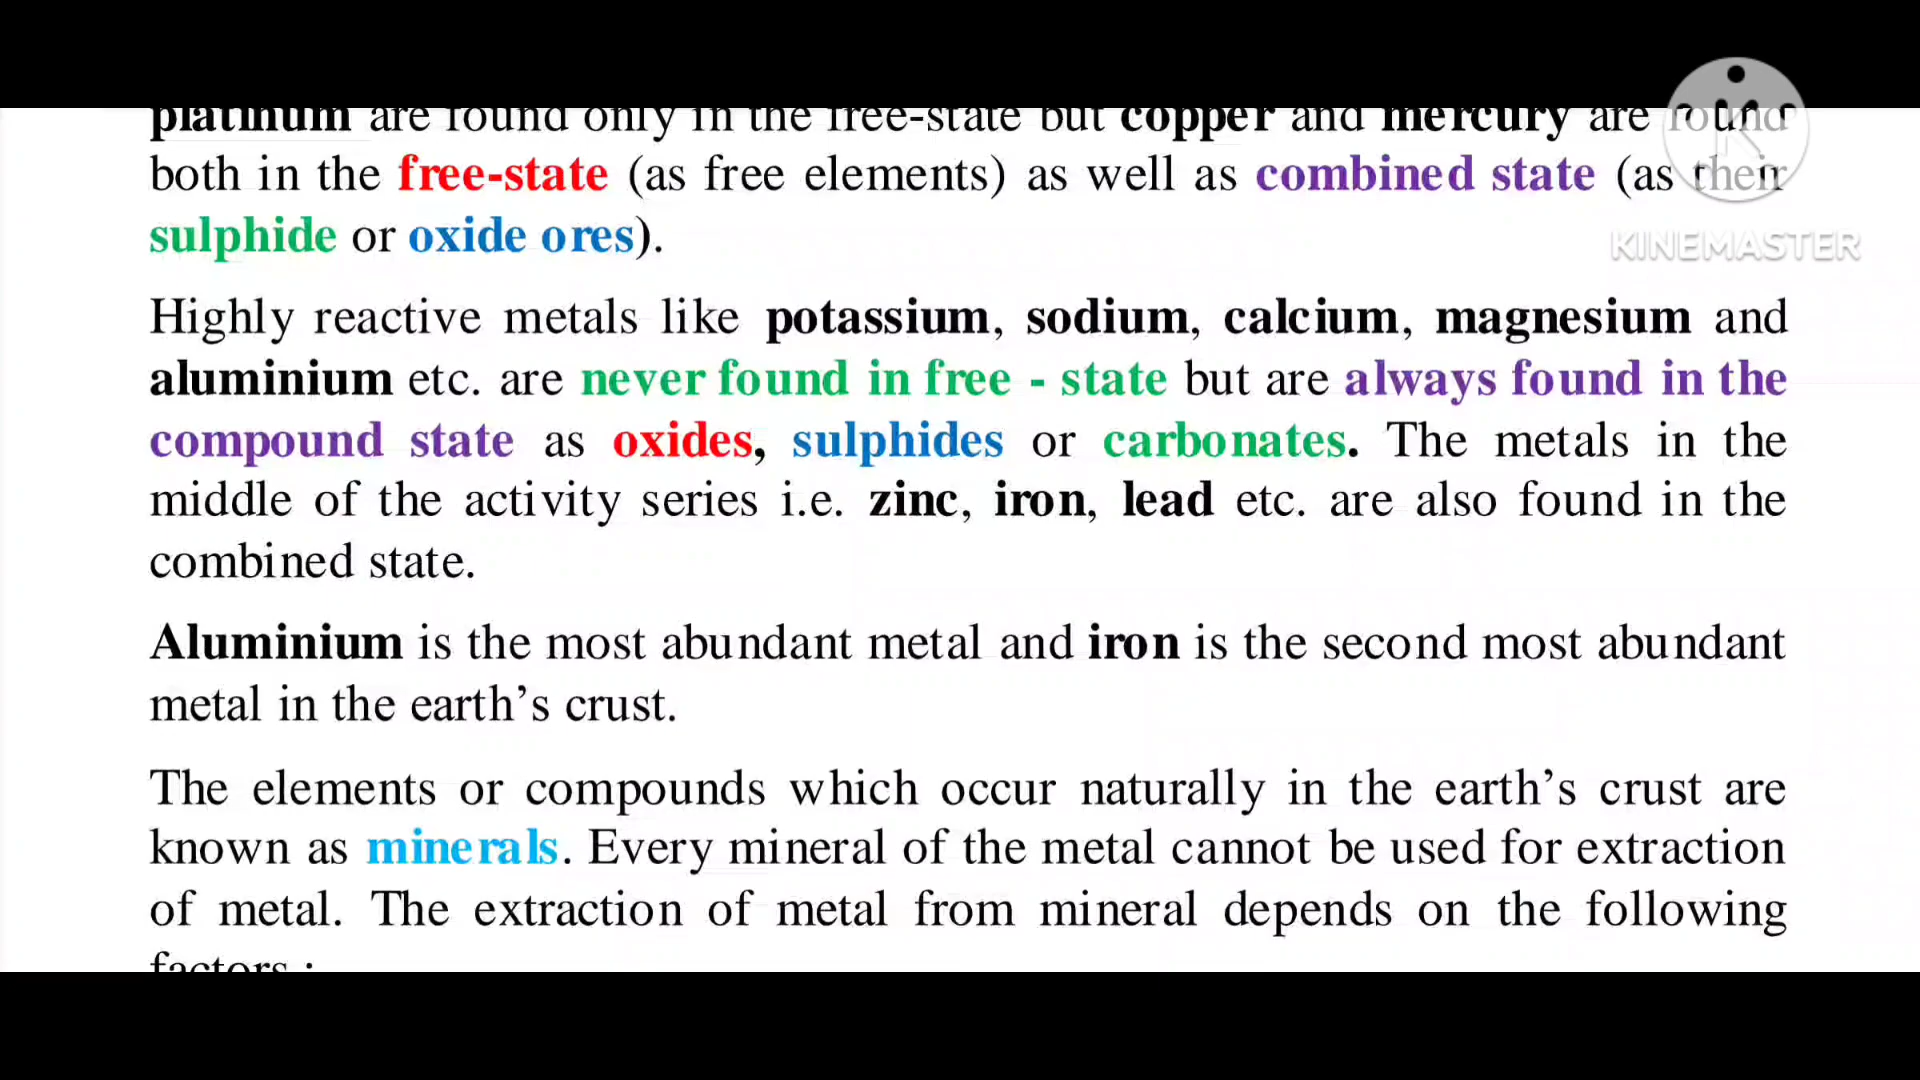 platinum are found only in the free-state but copper and mercury are found
both in the free-state (as free elements) as well as combined state (as their
sulphide or oxide ores).
KINEMASTER
Highly reactive metals like potassium, sodium, calcium, magnesium and
aluminium etc. are never found in free - state but are always found in the
compound state as oxides, sulphides or carbonates. The metals in the
middle of the activity series i.e. zinc, iron, lead etc. are also found in the
combined state.
Aluminium is the most abundant metal and iron is the second most abundant
metal in the earth’s crust.
The elements or compounds which occur naturally in the earth’s crust are
known as minerals. Every mineral of the metal cannot be used for extraction
of metal. The extraction of metal from mineral depends on the following
factors :